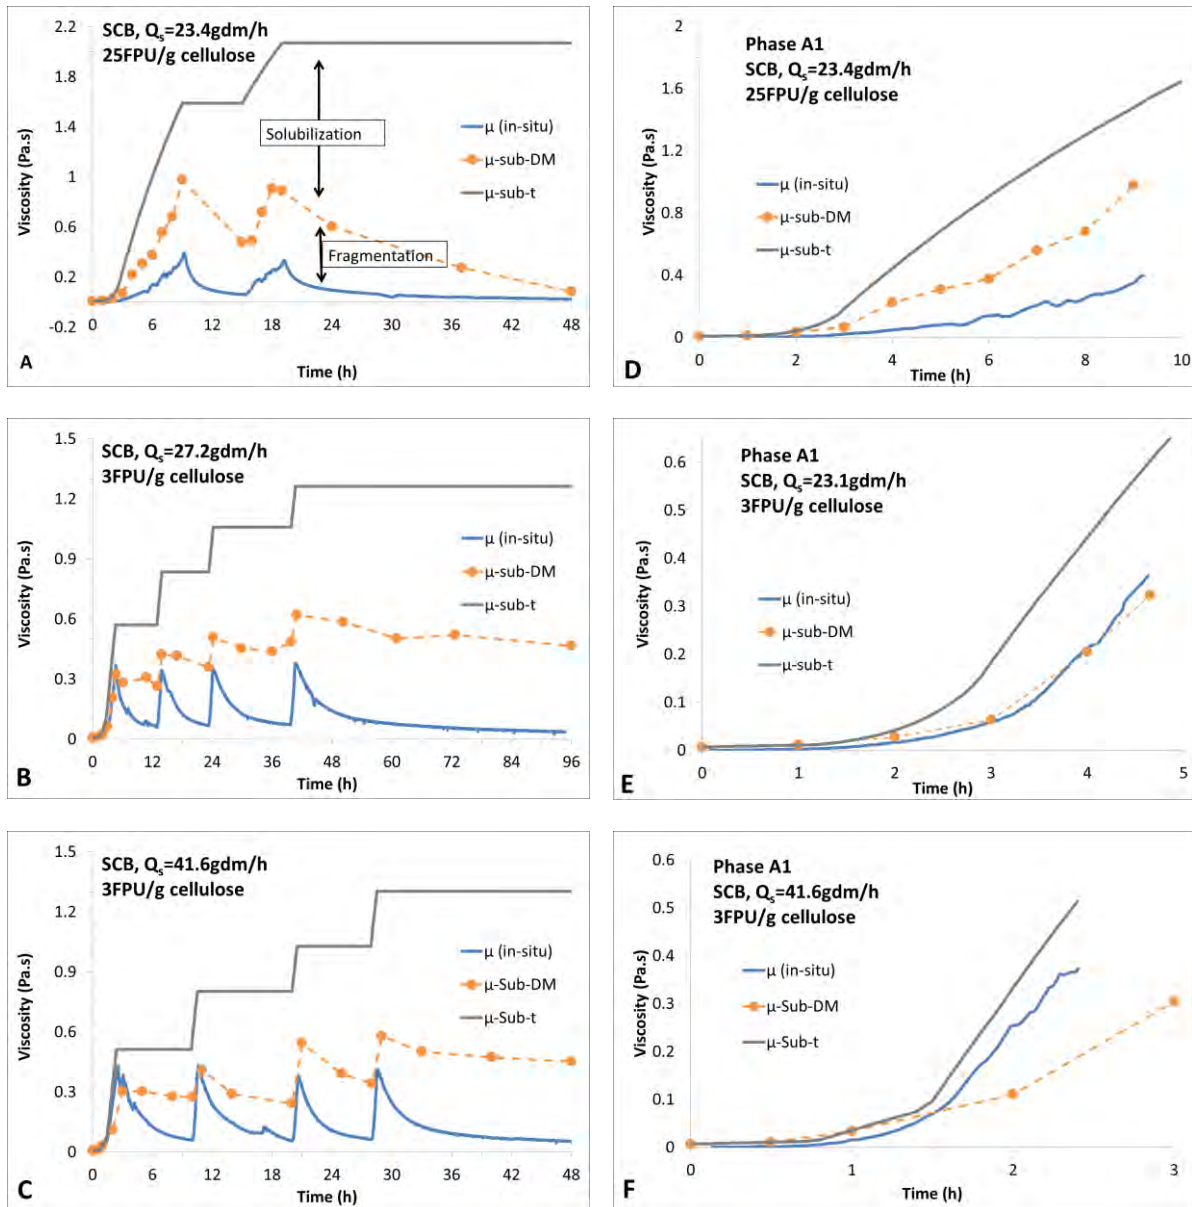 SCB, Qs=23.4gdm/h
25FPU/g cellulose
2.2
1.8
1.4
1
0.6
0.2
-0.2
Viscosity (Pa.s)
Solubilization
Fragmentation
μ (in-situ)
μ-sub-DM
μ-sub-t
0 6 12 18 24 30 36 42 48
Time (h)
A
Phase A1
SCB, Qs=23.4gdm/h
25FPU/g cellulose
2
1.6
1.2
0.8
0.4
0
Viscosity (Pa.s)
μ (in-situ)
μ-sub-DM
μ-sub-t
0 2 4 6 8 10
Time (h)
D
SCB, Qs=27.2gdm/h
3FPU/g cellulose
1.5
1.2
0.9
0.6
0.3
0
Viscosity (Pa.s)
μ (in-situ)
μ-sub-DM
μ-sub-t
0 12 24 36 48 60 72 84 96
Time (h)
B
Phase A1
SCB, Qs=23.1gdm/h
3FPU/g cellulose
0.6
0.5
0.4
0.3
0.2
0.1
0
Viscosity (Pa.s)
μ (in-situ)
μ-sub-DM
μ-sub-t
0 1 2 3 4 5
Time (h)
E
SCB, Qs=41.6gdm/h
3FPU/g cellulose
1.5
1.2
0.9
0.6
0.3
0
Viscosity (Pa.s)
μ (in-situ)
μ-Sub-DM
μ-Sub-t
0 4 8 12 16 20 24 28 32 36 40 44 48
Time (h)
C
Phase A1
SCB, Qs=41.6gdm/h
3FPU/g cellulose
0.6
0.5
0.4
0.3
0.2
0.1
0
Viscosity (Pa.s)
μ (in-situ)
μ-Sub-DM
μ-Sub-t
0 1 2 3
Time (h)
F